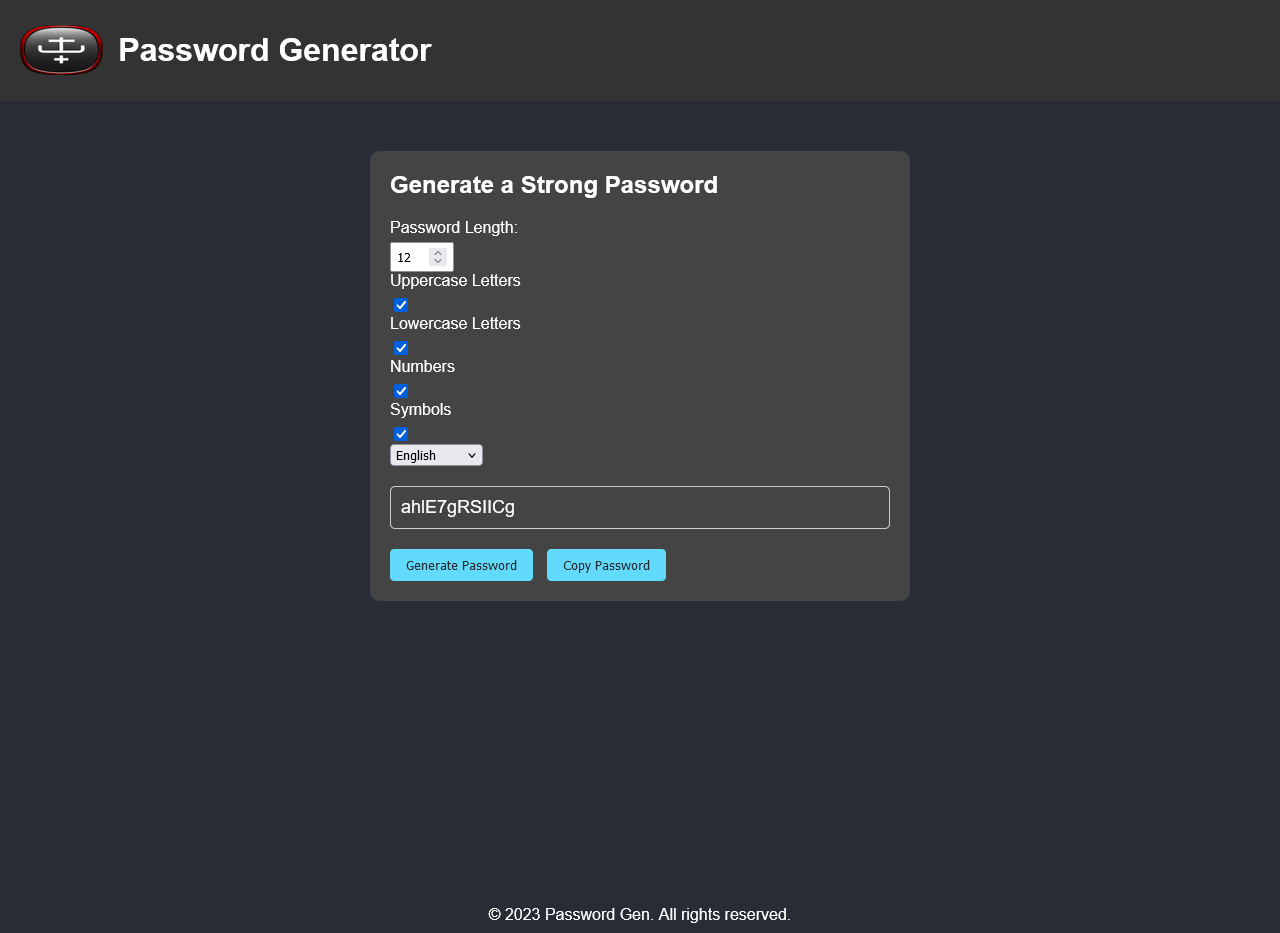 Password Generator
Generate a Strong Password
Password Length:
12
Uppercase Letters
Lowercase Letters
Numbers
Symbols
English
ahlE7gRSIICg
Generate Password Copy Password
© 2023 Password Gen. All rights reserved.